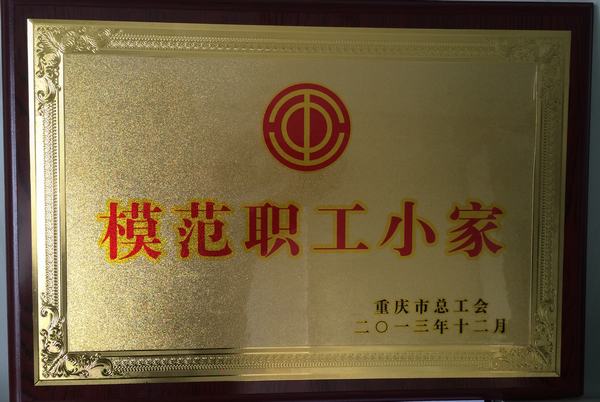 模范职工小家
重庆市总工会
二〇一三年十二月